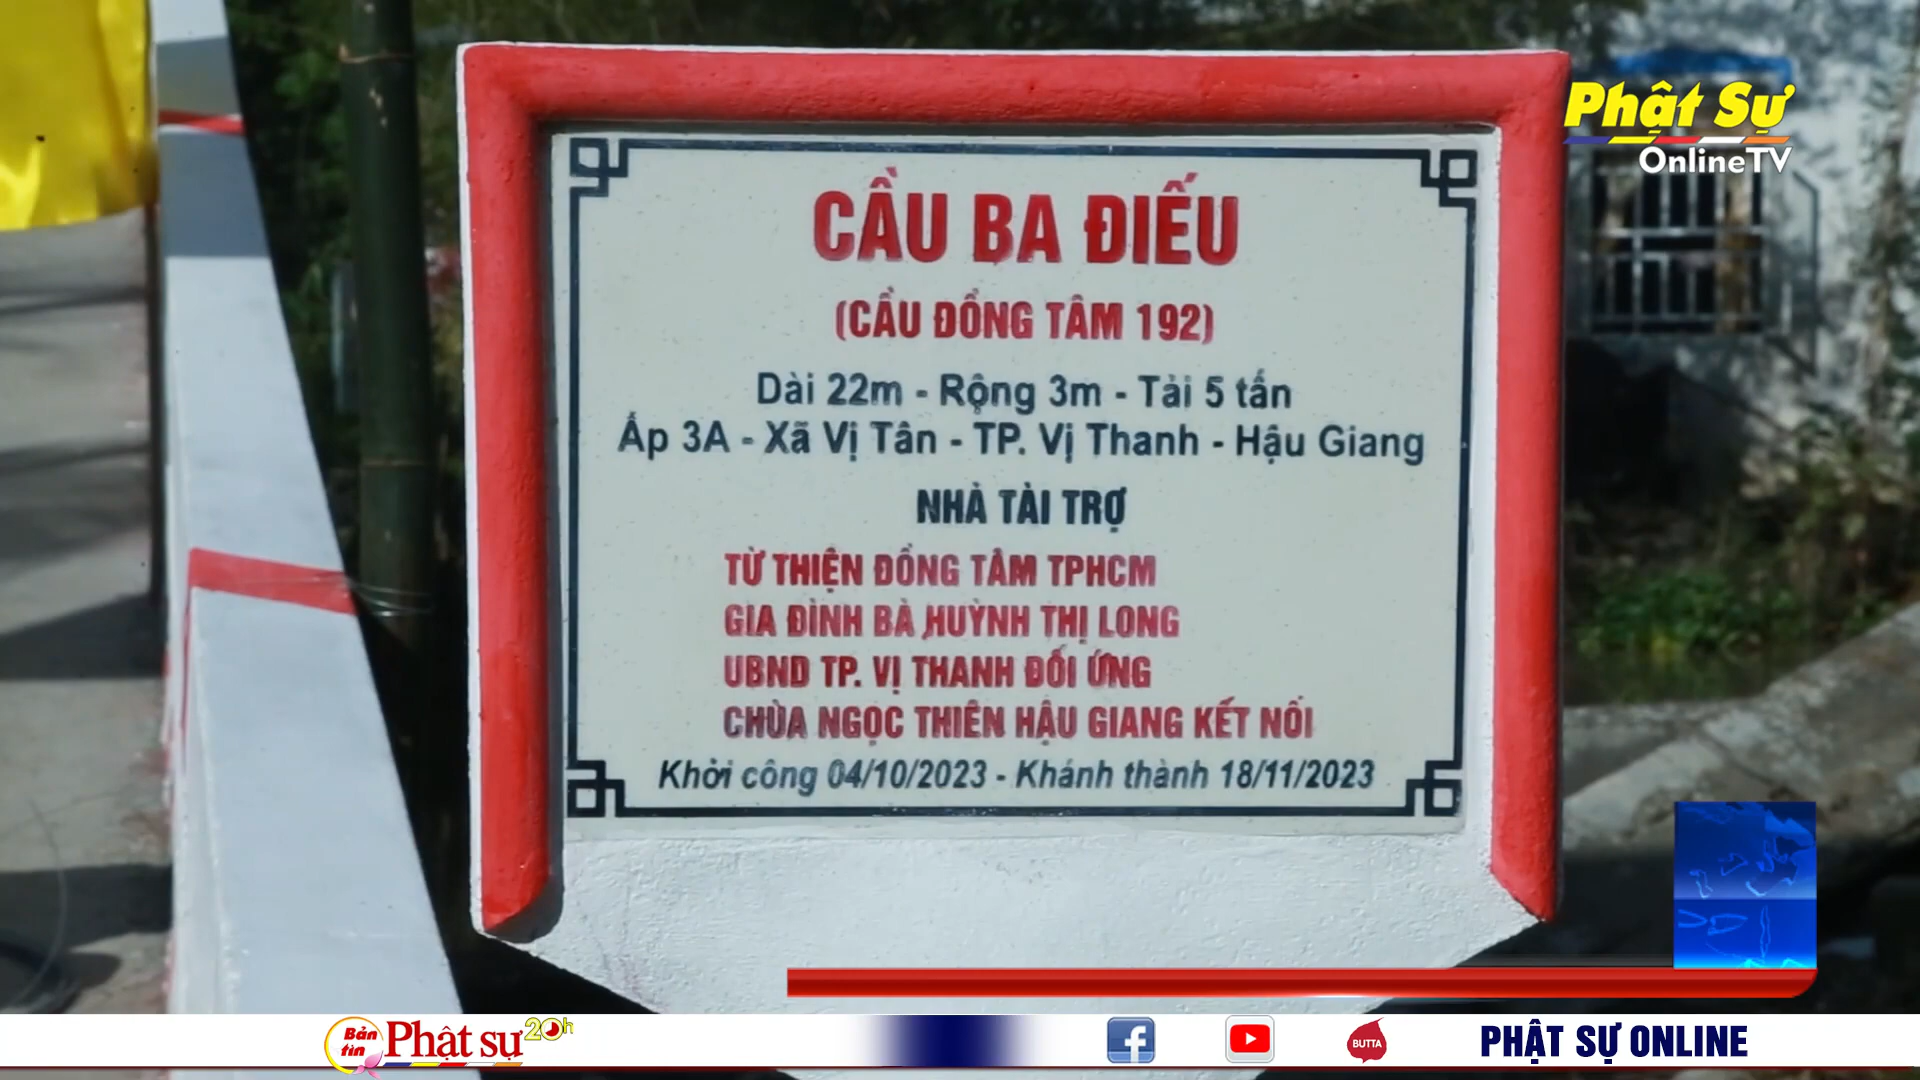 Phật Sự
OnlineTV
CẦU BA ĐIẾU
(CẦU ĐỒNG TÂM 192)
Dài 22m - Rộng 3m - Tải 5 tấn
Ấp 3A - Xã Vị Tân - TP. Vị Thanh - Hậu Giang
NHÀ TÀI TRỢ
TỪ THIỆN ĐỒNG TÂM TPHCM
GIA ĐÌNH BÀ HUỲNH THỊ LONG
UBND TP. VỊ THANH ĐỐI ỨNG
CHÙA NGỌC THIÊN HẬU GIANG KẾT NỐI
Khởi công 04/10/2023 - Khánh thành 18/11/2023
Bản tin Phật sự 20h
BUTTA
PHẬT SỰ ONLINE